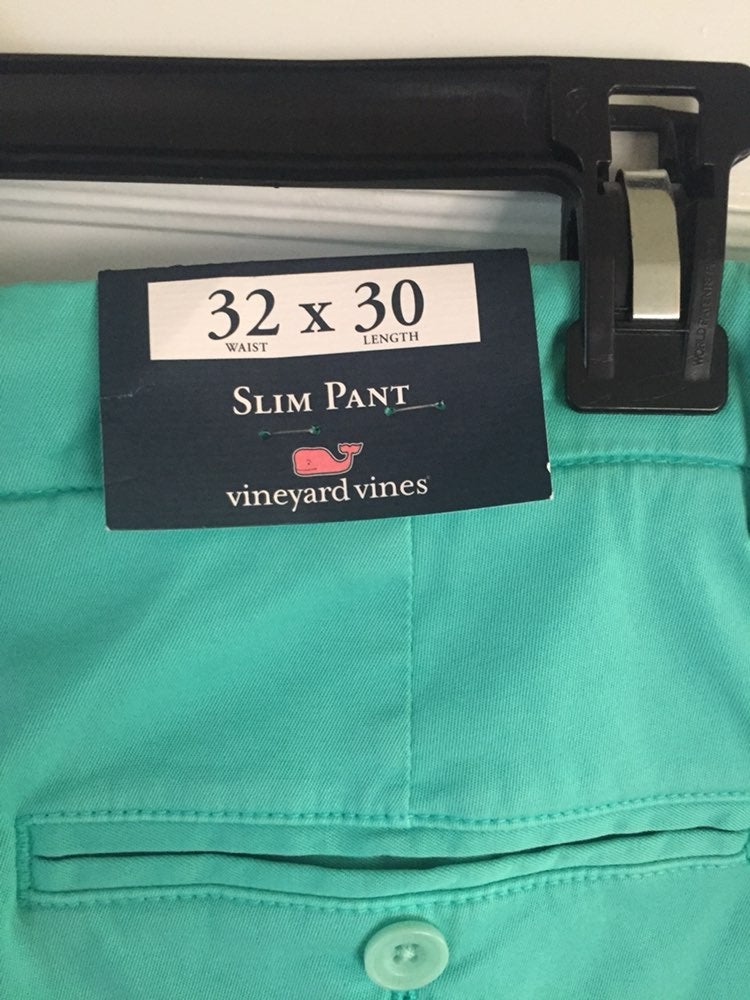 32 x 30
WAIST LENGTH
SLIM PANT
vineyard vines